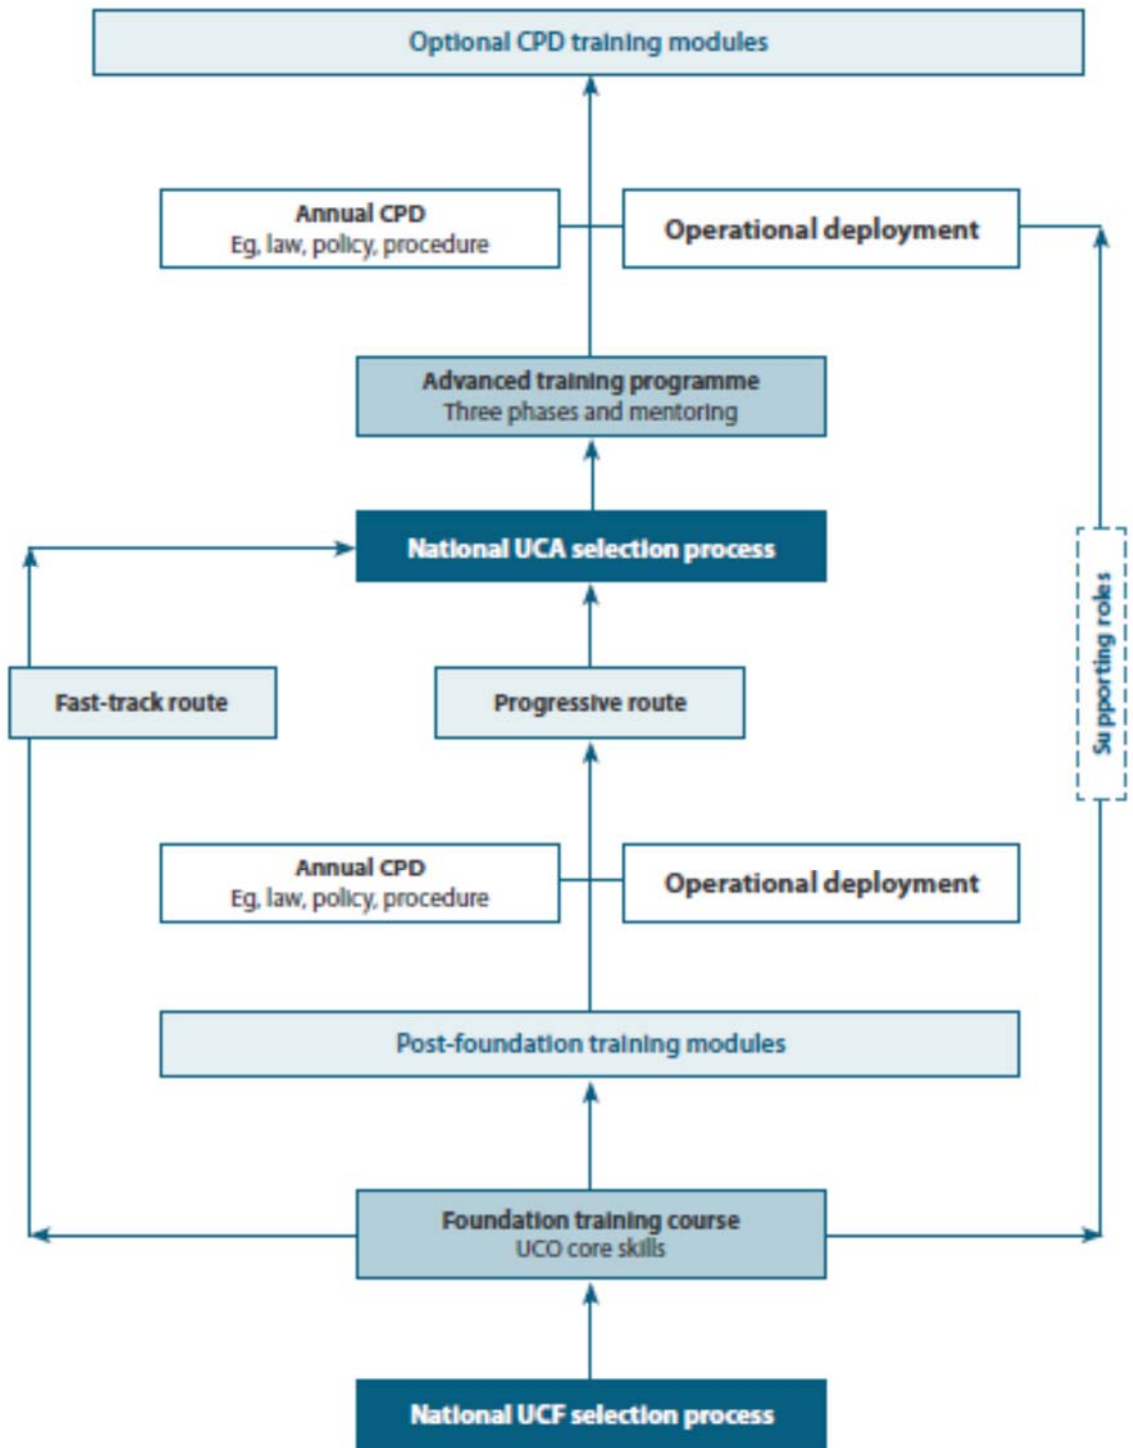 Optional CPD training modules
Annual CPD
Eg, law, policy, procedure
Operational deployment
Advanced training programme
Three phases and mentoring
National UCA selection process
Fast-track route
Progressive route
Supporting roles
Annual CPD
Eg, law, policy, procedure
Operational deployment
Post-foundation training modules
Foundation training course
UCO core skills
National UCF selection process